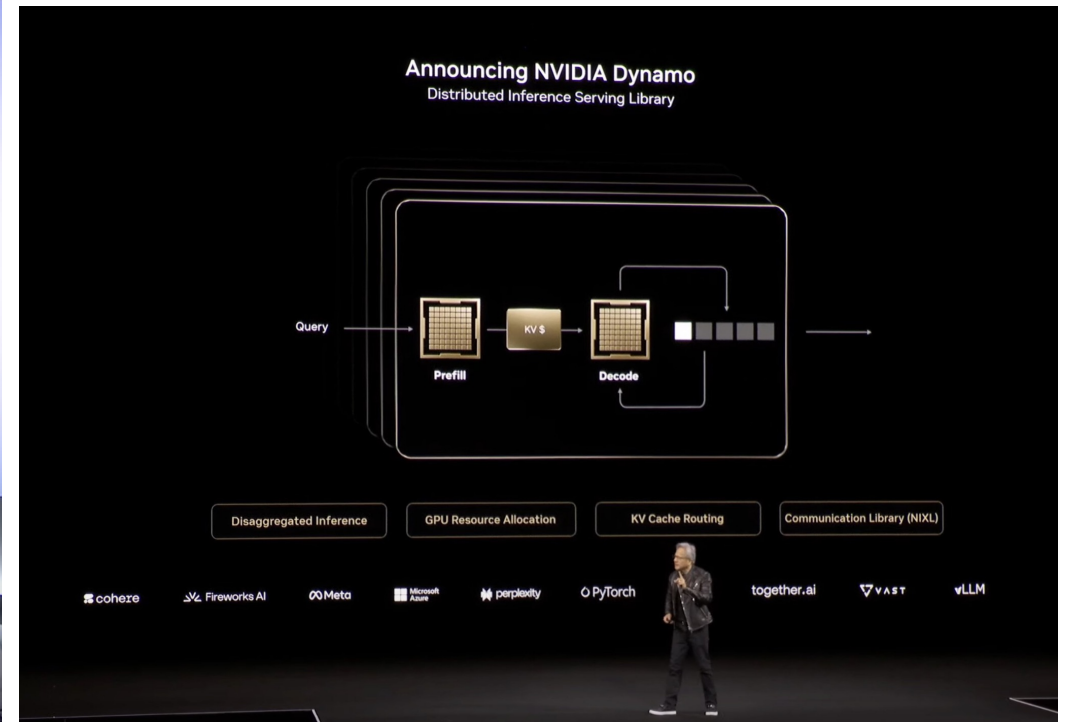 Announcing NVIDIA Dynamo
Distributed Inference Serving Library
Query
KV $
Prefill
Decode
Disaggregated Inference
GPU Resource Allocation
KV Cache Routing
Communication Library (NIXL)
cohere
Fireworks AI
Meta
Microsoft
Azure
perplexity
PyTorch
together.ai
VAST
vLLM